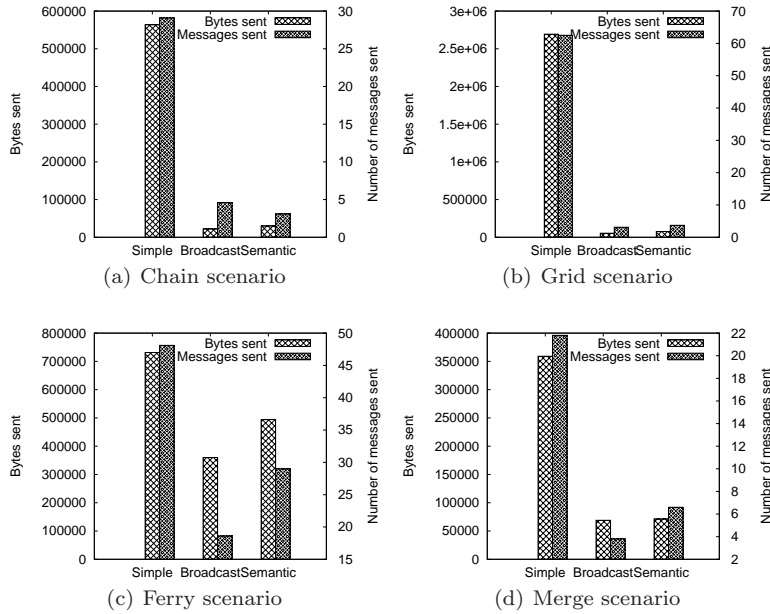 600000
500000
400000
300000
200000
100000
0
Bytes sent
Bytes sent
Messages sent
30
25
20
15
10
5
0
Number of messages sent
Simple Broadcast Semantic
(a) Chain scenario
3e+06
2.5e+06
2e+06
1.5e+06
1e+06
500000
0
Bytes sent
Bytes sent
Messages sent
70
60
50
40
30
20
10
0
Number of messages sent
Simple Broadcast Semantic
(b) Grid scenario
800000
700000
600000
500000
400000
300000
200000
100000
0
Bytes sent
Bytes sent
Messages sent
50
45
40
35
30
25
20
15
Number of messages sent
Simple Broadcast Semantic
(c) Ferry scenario
400000
350000
300000
250000
200000
150000
100000
50000
0
Bytes sent
Bytes sent
Messages sent
22
20
18
16
14
12
10
8
6
4
2
Number of messages sent
Simple Broadcast Semantic
(d) Merge scenario